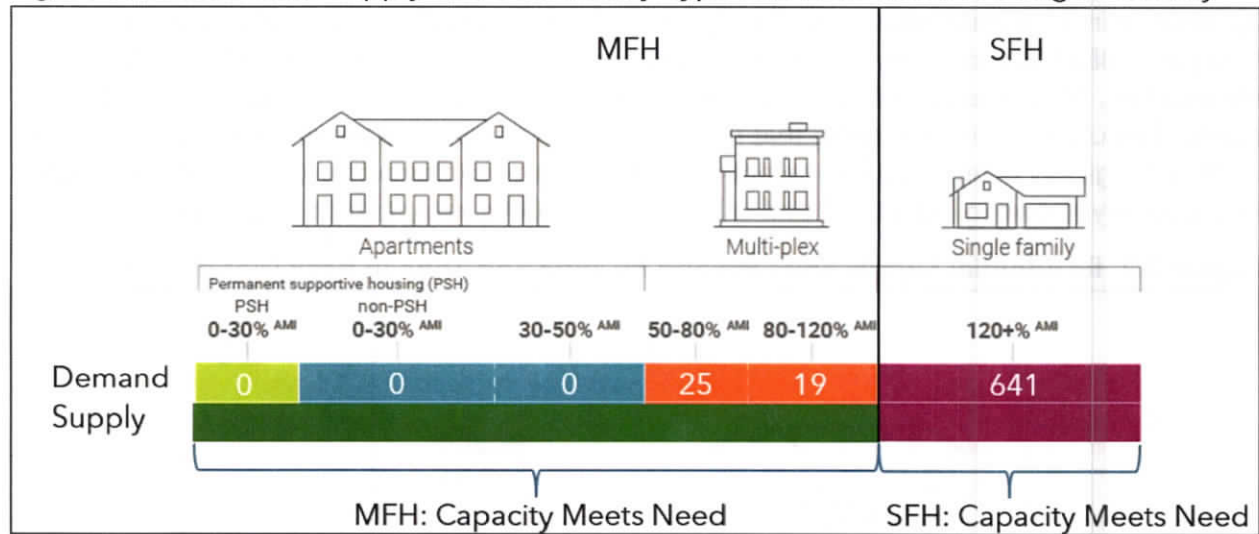 MFH SFH
Apartments Multi-plex Single family
Permanent supportive housing (PSH)
PSH non-PSH
0-30% AMI 0-30% AMI 30-50% AMI 50-80% AMI 80-120% AMI 120+% AMI
Demand 0 0 0 25 19 641
Supply
MFH: Capacity Meets Need SFH: Capacity Meets Need